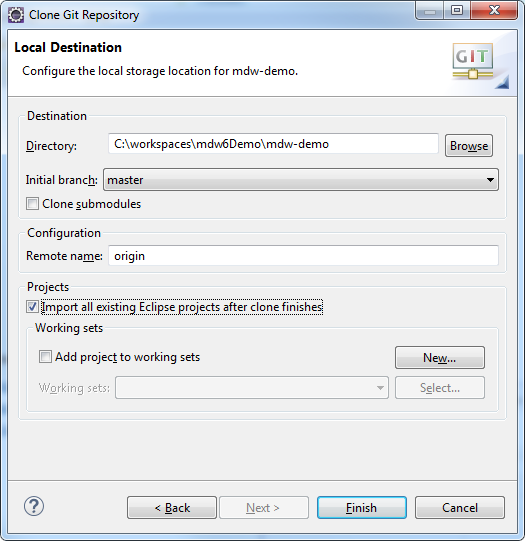 Clone Git Repository
Local Destination
Configure the local storage location for mdw-demo.
GIT
Destination
Directory: C:\workspaces\mdw6Demo\mdw-demo Browse
Initial branch: master
Clone submodules
Configuration
Remote name: origin
Projects
Import all existing Eclipse projects after clone finishes
Working sets
Add project to working sets New...
Working sets: Select...
? < Back Next > Finish Cancel